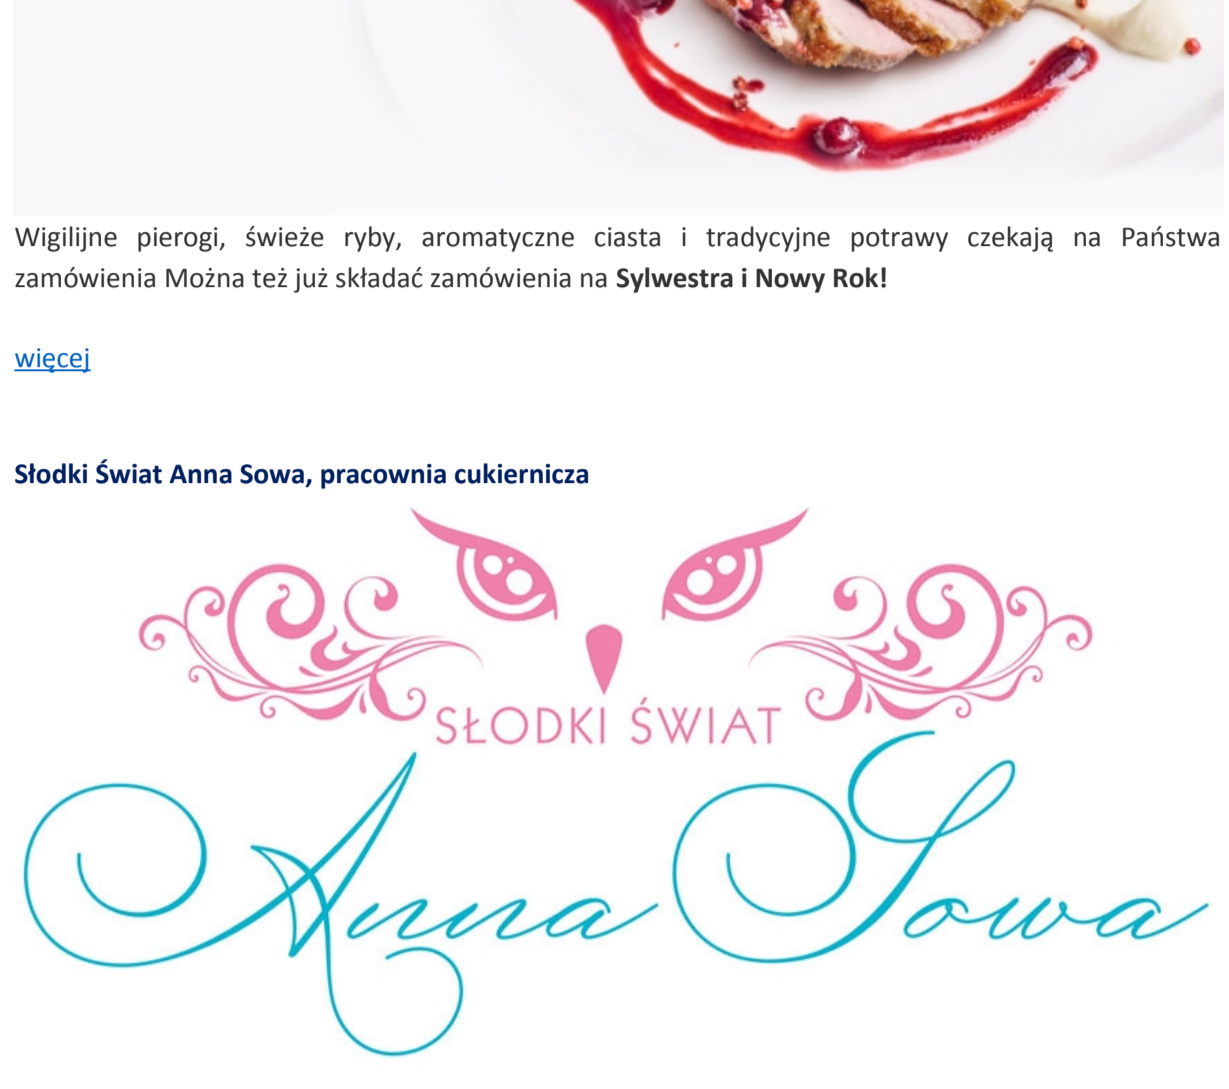 Wigilijne pierogi, świeże ryby, aromatyczne ciasta i tradycyjne potrawy czekają na Państwa
zamówienia Można też już składać zamówienia na Sylwestra i Nowy Rok!
więcej
Słodki Świat Anna Sowa, pracownia cukiernicza
SŁODKI ŚWIAT
Anna Sowa